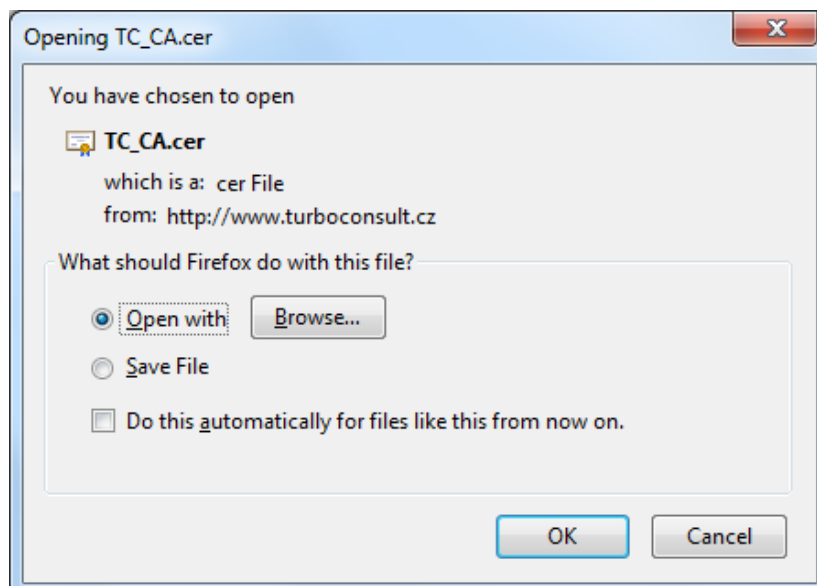 Opening TC_CA.cer
You have chosen to open
TC_CA.cer
which is a: cer File
from: http://www.turboconsult.cz
What should Firefox do with this file?
Open with Browse...
Save File
Do this automatically for files like this from now on.
OK Cancel